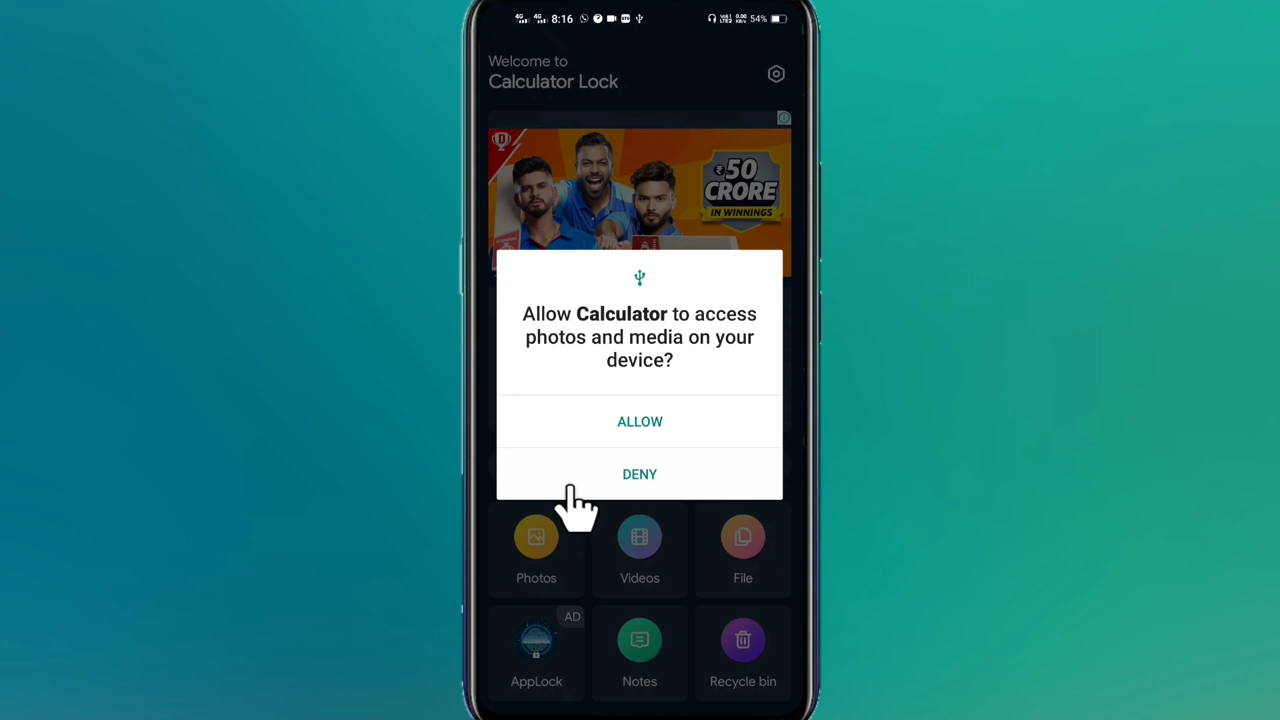 8:16
54%
Welcome to
Calculator Lock
₹50
CRORE
IN WINNINGS
Allow Calculator to access
photos and media on your
device?
ALLOW
DENY
Photos
Videos
File
AD
AppLock
Notes
Recycle bin